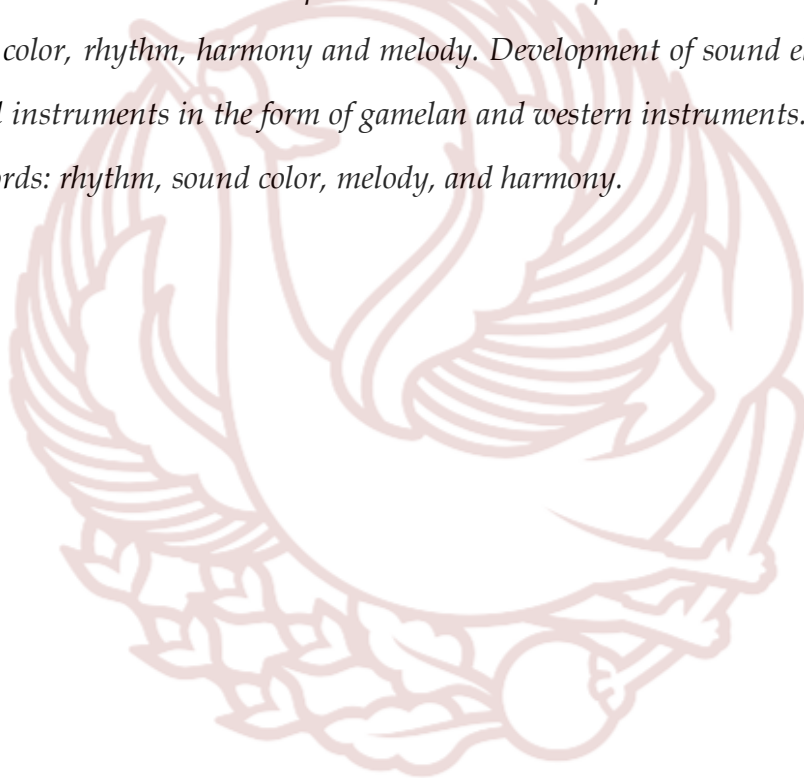 color, rhythm, harmony and melody. Development of sound
instruments in the form of gamelan and western instruments.
rhythm, sound color, melody, and harmony.